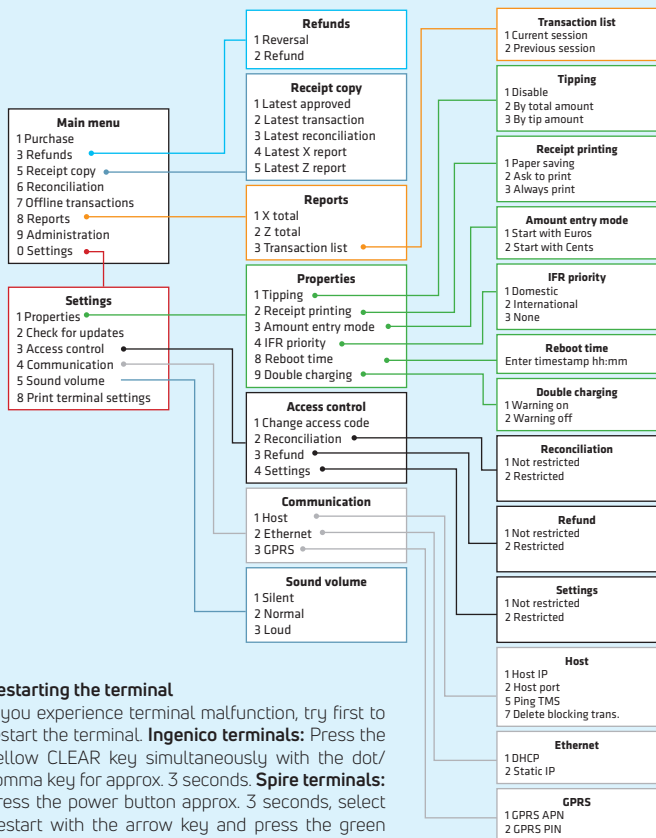 Main menu
1 Purchase
3 Refunds
5 Receipt copy
6 Reconciliation
7 Offline transactions
8 Reports
9 Administration
0 Settings
Settings
1 Properties
2 Check for updates
3 Access control
4 Communication
5 Sound volume
8 Print terminal settings
Refunds
1 Reversal
2 Refund
Receipt copy
1 Latest approved
2 Latest transaction
3 Latest reconciliation
4 Latest X report
5 Latest Z report
Reports
1 X total
2 Z total
3 Transaction list
Properties
1 Tipping
2 Receipt printing
3 Amount entry mode
4 IFR priority
8 Reboot time
9 Double charging
Access control
1 Change access code
2 Reconciliation
3 Refund
4 Settings
Communication
1 Host
2 Ethernet
3 GPRS
Sound volume
1 Silent
2 Normal
3 Loud
Transaction list
1 Current session
2 Previous session
Tipping
1 Disable
2 By total amount
3 By tip amount
Receipt printing
1 Paper saving
2 Ask to print
3 Always print
Amount entry mode
1 Start with Euros
2 Start with Cents
IFR priority
1 Domestic
2 International
3 None
Reboot time
Enter timestamp hh:mm
Double charging
1 Warning on
2 Warning off
Reconciliation
1 Not restricted
2 Restricted
Refund
1 Not restricted
2 Restricted
Settings
1 Not restricted
2 Restricted
Host
1 Host IP
2 Host port
5 Ping TMS
7 Delete blocking trans.
Ethernet
1 DHCP
2 Static IP
GPRS
1 GPRS APN
2 GPRS PIN
estarting the terminal
you experience terminal malfunction, try first to
estart the terminal. Ingenico terminals: Press the
ellow CLEAR key simultaneously with the dot/
omma key for approx. 3 seconds. Spire terminals:
ress the power button approx. 3 seconds, select
estart with the arrow key and press the green